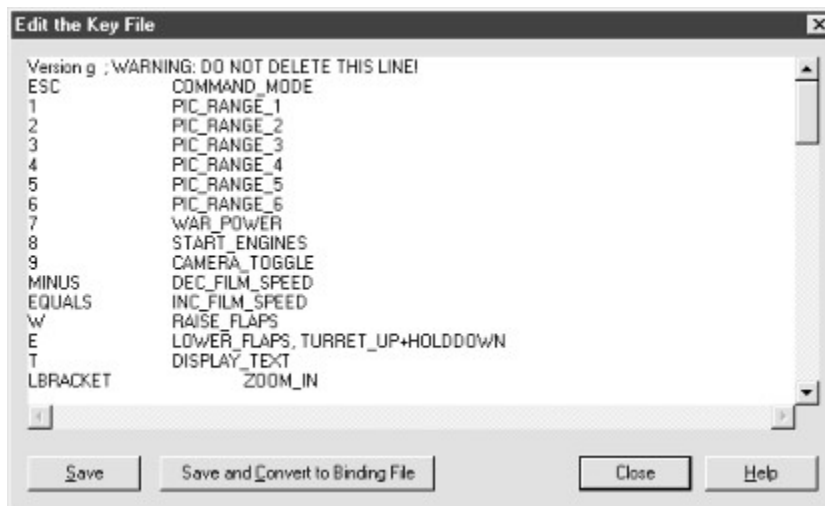 Edit the Key File
Version g ; WARNING: DO NOT DELETE THIS LINE!
ESC COMMAND_MODE
1 PIC_RANGE_1
2 PIC_RANGE_2
3 PIC_RANGE_3
4 PIC_RANGE_4
5 PIC_RANGE_5
6 PIC_RANGE_6
7 WAR_POWER
8 START_ENGINES
9 CAMERA_TOGGLE
MINUS DEC_FILM_SPEED
EQUALS INC_FILM_SPEED
W RAISE_FLAPS
E LOWER_FLAPS, TURRET_UP+HOLDDOWN
T DISPLAY_TEXT
LBRACKET ZOOM_IN
Save Save and Convert to Binding File Close Help